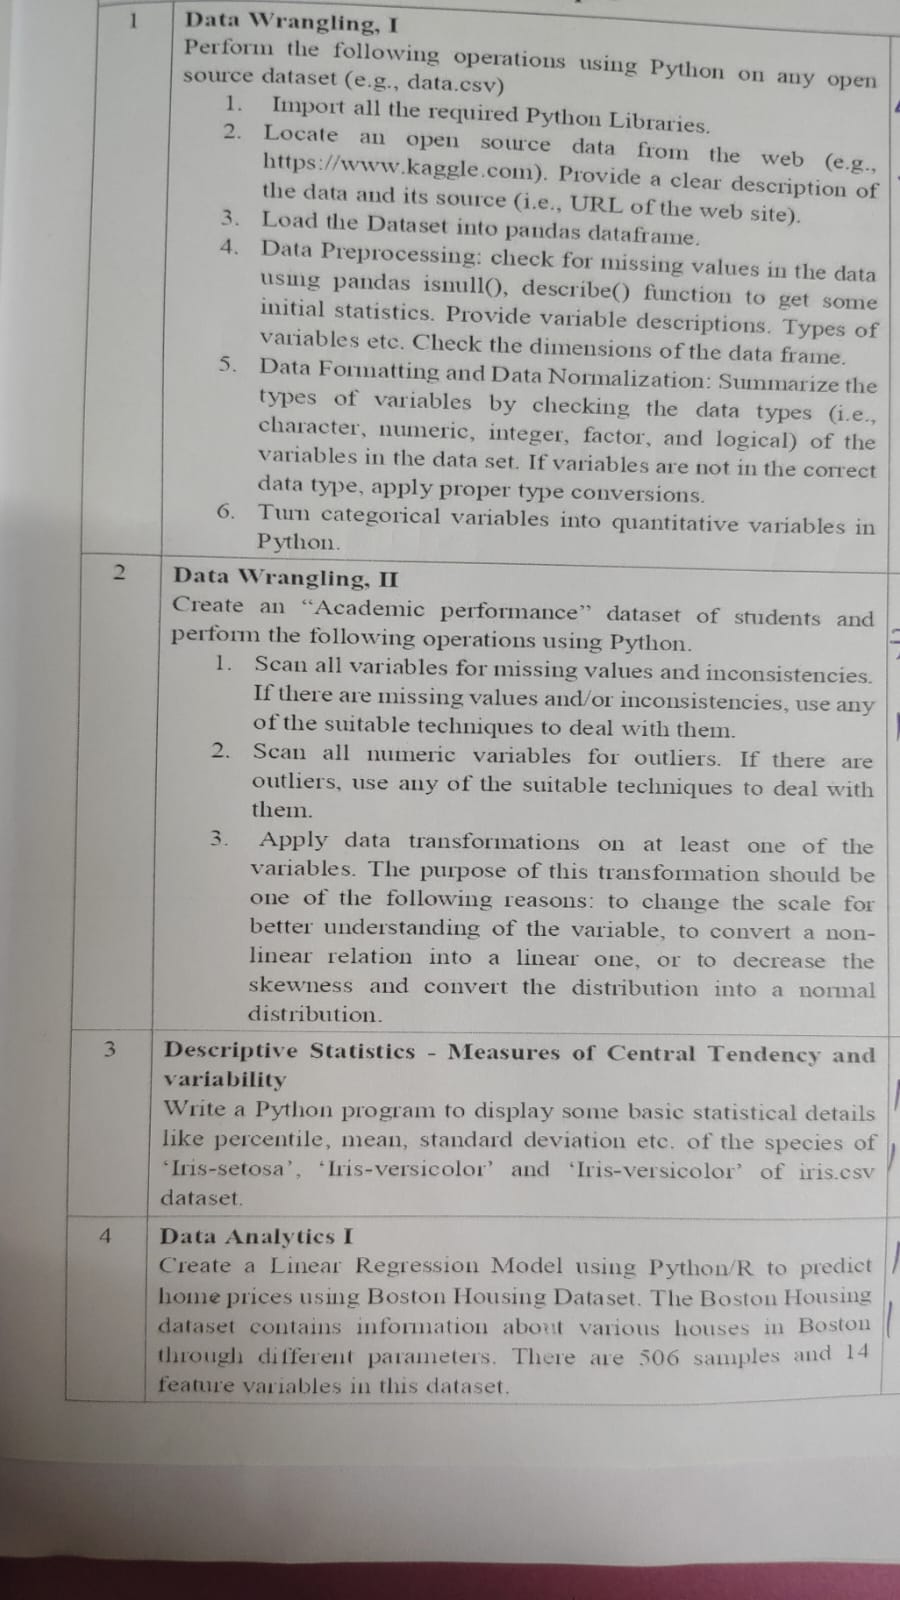 1 Data Wrangling, I
Perform the following operations using Python on any open
source dataset (e.g., data.csv)
1. Import all the required Python Libraries.
2. Locate an open source data from the web (e.g.,
https://www.kaggle.com). Provide a clear description of
the data and its source (i.e., URL of the web site).
3. Load the Dataset into pandas dataframe.
4. Data Preprocessing: check for missing values in the data
using pandas isnull(), describe() function to get some
initial statistics. Provide variable descriptions. Types of
variables etc. Check the dimensions of the data frame.
5. Data Formatting and Data Normalization: Summarize the
types of variables by checking the data types (i.e.,
character, numeric, integer, factor, and logical) of the
variables in the data set. If variables are not in the correct
data type, apply proper type conversions.
6. Turn categorical variables into quantitative variables in
Python.
2 Data Wrangling, II
Create an “Academic performance” dataset of students and
perform the following operations using Python.
1. Scan all variables for missing values and inconsistencies.
If there are missing values and/or inconsistencies, use any
of the suitable techniques to deal with them.
2. Scan all numeric variables for outliers. If there are
outliers, use any of the suitable techniques to deal with
them.
3. Apply data transformations on at least one of the
variables. The purpose of this transformation should be
one of the following reasons: to change the scale for
better understanding of the variable, to convert a non-
linear relation into a linear one, or to decrease the
skewness and convert the distribution into a normal
distribution.
3 Descriptive Statistics - Measures of Central Tendency and
variability
Write a Python program to display some basic statistical details
like percentile, mean, standard deviation etc. of the species of
‘Iris-setosa’, ‘Iris-versicolor’ and ‘Iris-versicolor’ of iris.csv
dataset.
4 Data Analytics I
Create a Linear Regression Model using Python/R to predict
home prices using Boston Housing Dataset. The Boston Housing
dataset contains information about various houses in Boston
through different parameters. There are 506 samples and 14
feature variables in this dataset.